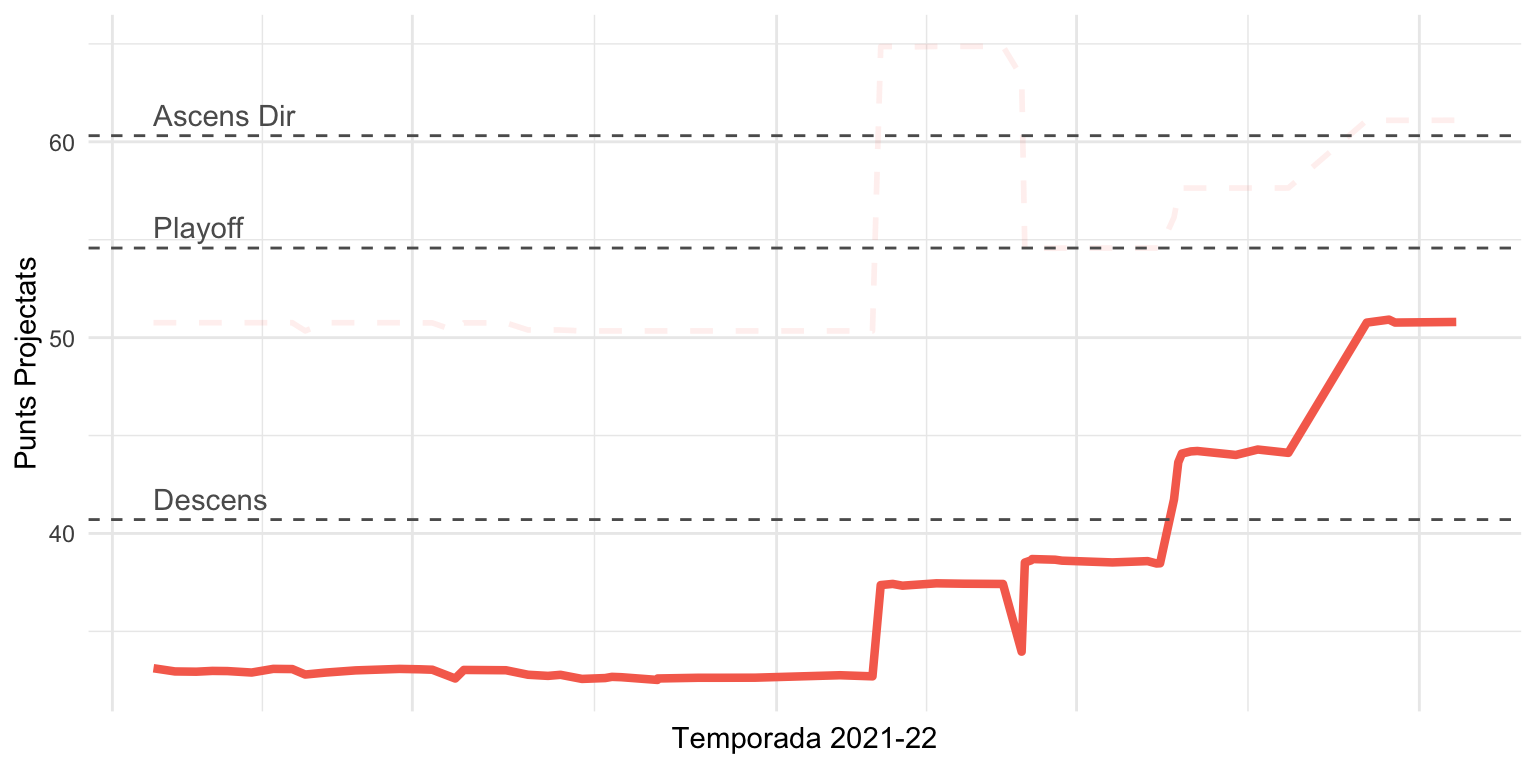 Ascens Dir
60
Playoff
50
Descens
40
Punts Projectats
Temporada 2021-22